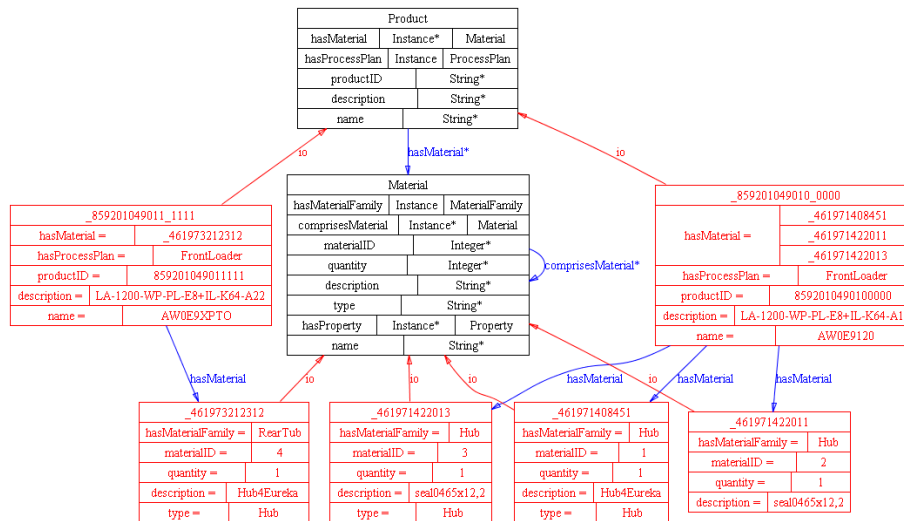 Product
hasMaterial Instance* Material
hasProcessPlan Instance ProcessPlan
productID String*
description String*
name String*
io
hasMaterial*
io
Material
hasMaterialFamily Instance MaterialFamily
comprisesMaterial Instance* Material
materialID Integer*
quantity Integer*
description String*
type String*
hasProperty Instance* Property
name String*
comprisesMaterial*
_859201049011_1111
hasMaterial = _461973212312
hasProcessPlan = FrontLoader
productID = 859201049011111
description = LA-1200-WP-PL-E8+IL-K64-A22
name = AW0E9XPTO
_859201049010_0000
hasMaterial =
_461971408451
_461971422011
_461971422013
hasProcessPlan = FrontLoader
productID = 8592010490100000
description = LA-1200-WP-PL-E8+IL-K64-A1
name = AW0E9120
hasMaterial
io
io
io
hasMaterial
hasMaterial
io
hasMaterial
_461973212312
hasMaterialFamily = RearTub
materialID = 4
quantity = 1
description = Hub4Eureka
type = Hub
_461971422013
hasMaterialFamily = Hub
materialID = 3
quantity = 1
description = seal0465x12,2
type = Hub
_461971408451
hasMaterialFamily = Hub
materialID = 1
quantity = 1
description = Hub4Eureka
type = Hub
_461971422011
hasMaterialFamily = Hub
materialID = 2
quantity = 1
description = seal0465x12,2